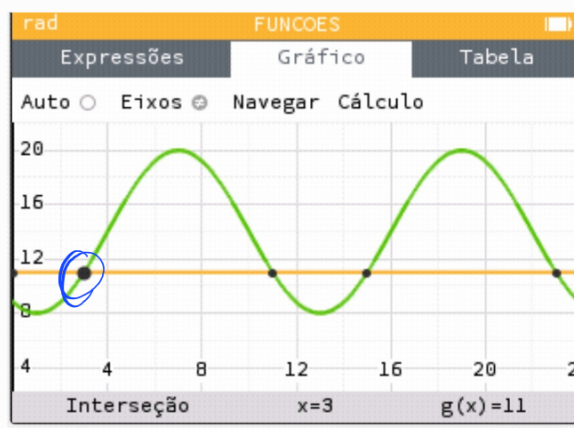 rad FUNCOES
Expressões Gráfico Tabela
Auto Eixos Navegar Cálculo
20
16
12
8
4 4 8 12 16 20 2
Interseção x=3 g(x)=11